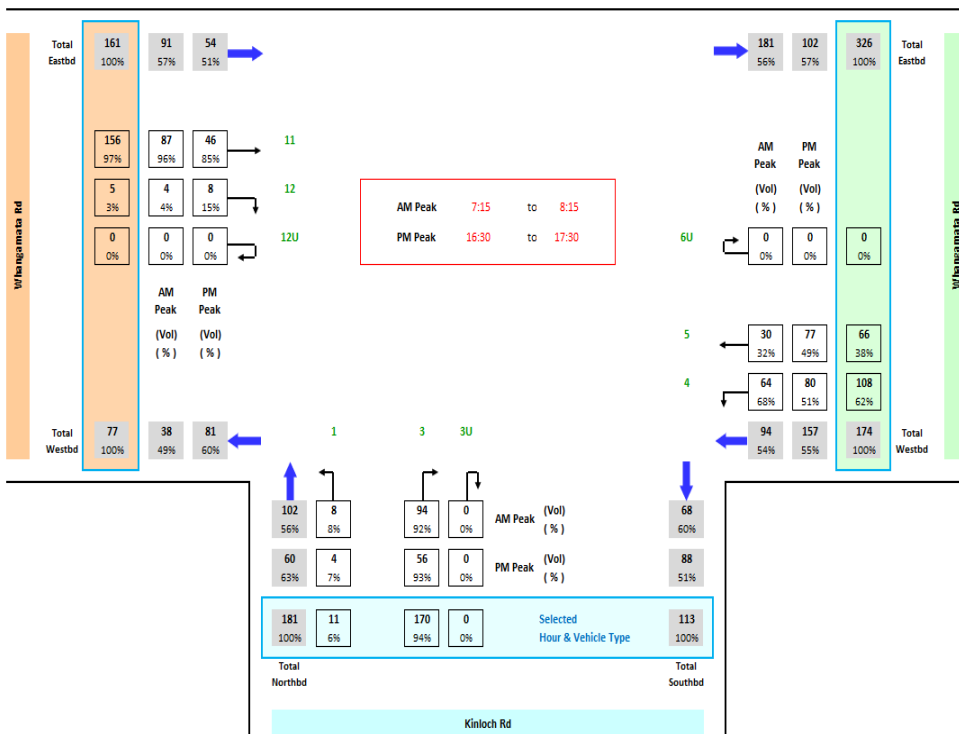 Total 161 91 54 181 102 326 Total
Eastbd 100% 57% 51% 56% 57% 100% Eastbd
156 87 46 11
97% 96% 85%
AM PM
Peak Peak
5 4 8 12
3% 4% 15%
(Vol) (Vol)
( % ) ( % )
AM Peak 7:15 to 8:15
PM Peak 16:30 to 17:30
0 0 0 12U 6U 0 0 0
0% 0% 0% 0% 0% 0%
Whangamata Rd
Whangamata Rd
AM PM
Peak Peak
(Vol) (Vol)
( % ) ( % )
5 30 77 66
32% 49% 38%
4 64 80 108
68% 51% 62%
Total 77 38 81 1 3 3U 94 157 174 Total
Westbd 100% 49% 60% 54% 55% 100% Westbd
102 8 94 0 AM Peak (Vol) 68
56% 8% 92% 0% ( % ) 60%
60 4 56 0 PM Peak (Vol) 88
63% 7% 93% 0% ( % ) 51%
181 11 170 0 Selected 113
100% 6% 94% 0% Hour & Vehicle Type 100%
Total Total
Northbd Southbd
Kinloch Rd